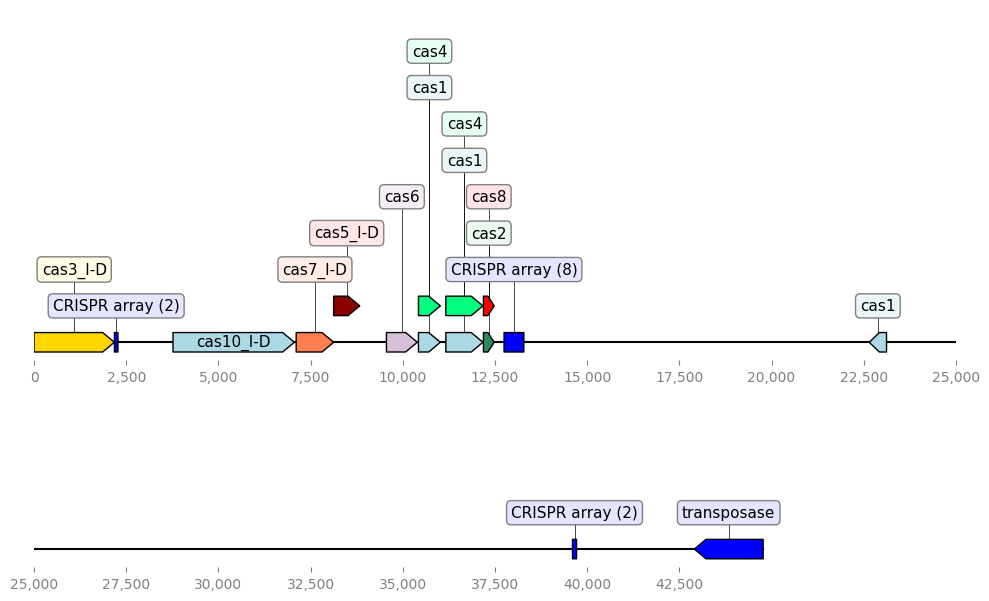 cas4
cas1
cas4
cas1
cas6
cas8
cas5_I-D
cas2
cas3_I-D
cas7_I-D
CRISPR array (8)
CRISPR array (2)
cas1
cas10_I-D
0
2,500
5,000
7,500
10,000
12,500
15,000
17,500
20,000
22,500
25,000
CRISPR array (2)
transposase
25,000
27,500
30,000
32,500
35,000
37,500
40,000
42,500